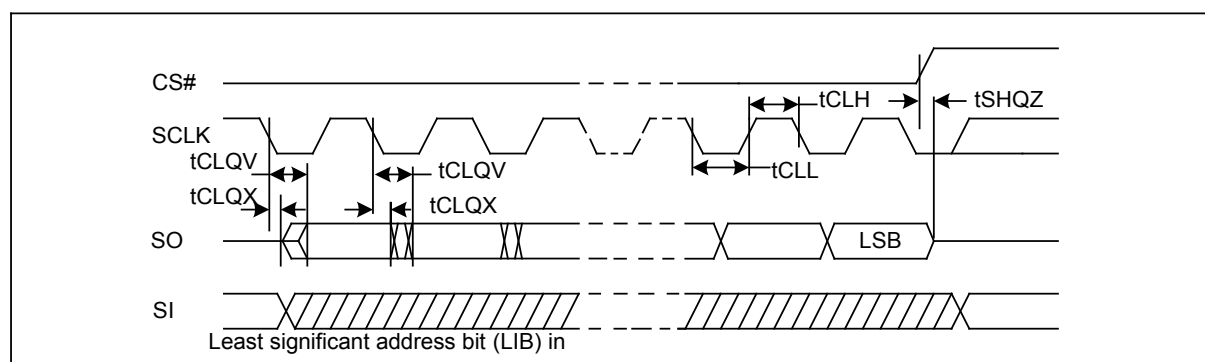 CS#
tCLH
tSHQZ
SCLK
tCLQV
tCLQV
tCLL
tCLQX
tCLQX
SO
LSB
SI
Least significant address bit (LIB) in